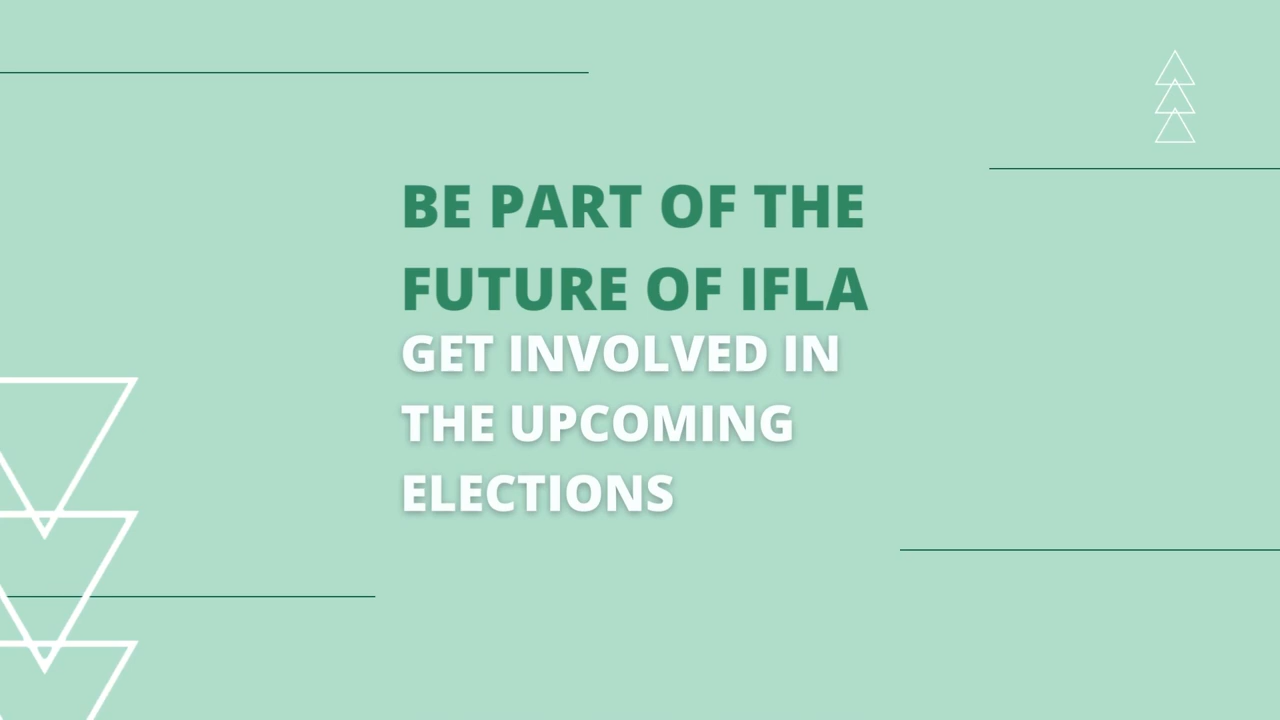 BE PART OF THE
FUTURE OF IFLA
GET INVOLVED IN
THE UPCOMING
ELECTIONS